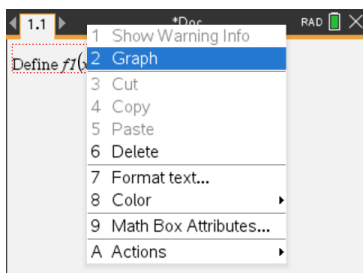 1.1 *Doc RAD
1 Show Warning Info
Define f1(x
2 Graph
3 Cut
4 Copy
5 Paste
6 Delete
7 Format text...
8 Color
9 Math Box Attributes...
A Actions